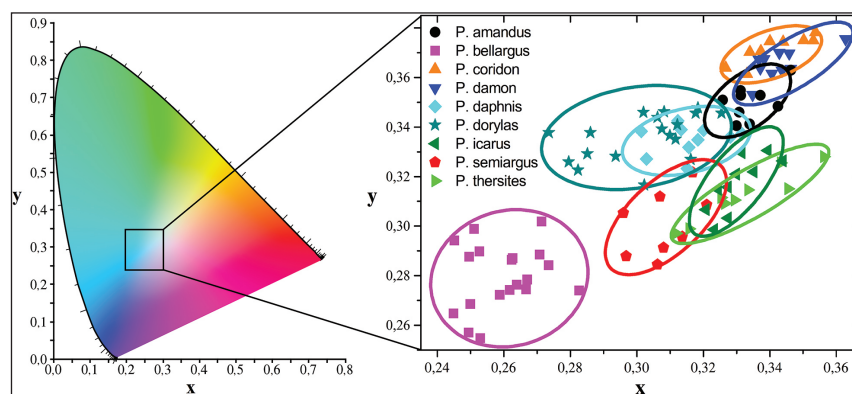 0.9
0.8
0.7
0.6
y
0.5
0.4
0.3
0.2
0.1
0.0
0.0 0.1 0.2 0.3 0.4 0.5 0.6 0.7 0.8
x
P. amandus
P. bellargus
P. coridon
P. damon
P. daphnis
P. dorylas
P. icarus
P. semiargus
P. thersites
0,36
0,34
y
0,32
0,30
0,28
0,26
0,24 0,26 0,28 0,30 0,32 0,34 0,36
x